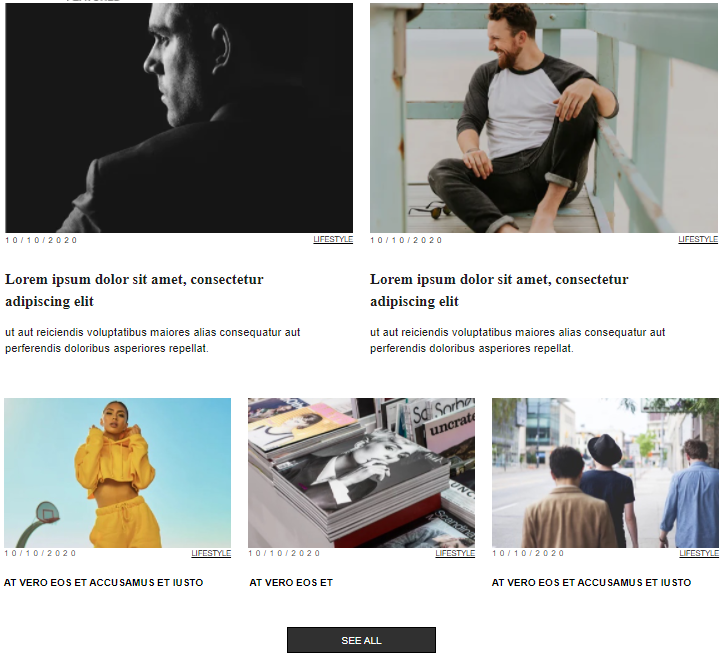 10/10/2020 LIFESTYLE
10/10/2020 LIFESTYLE
Lorem ipsum dolor sit amet, consectetur
adipiscing elit
Lorem ipsum dolor sit amet, consectetur
adipiscing elit
ut aut reiciendis voluptatibus maiores alias consequatur aut
perferendis doloribus asperiores repellat.
ut aut reiciendis voluptatibus maiores alias consequatur aut
perferendis doloribus asperiores repellat.
Sorbet
uncrate
10/10/2020 LIFESTYLE
10/10/2020 LIFESTYLE
10/10/2020 LIFESTYLE
AT VERO EOS ET ACCUSAMUS ET IUSTO
AT VERO EOS ET
AT VERO EOS ET ACCUSAMUS ET IUSTO
SEE ALL